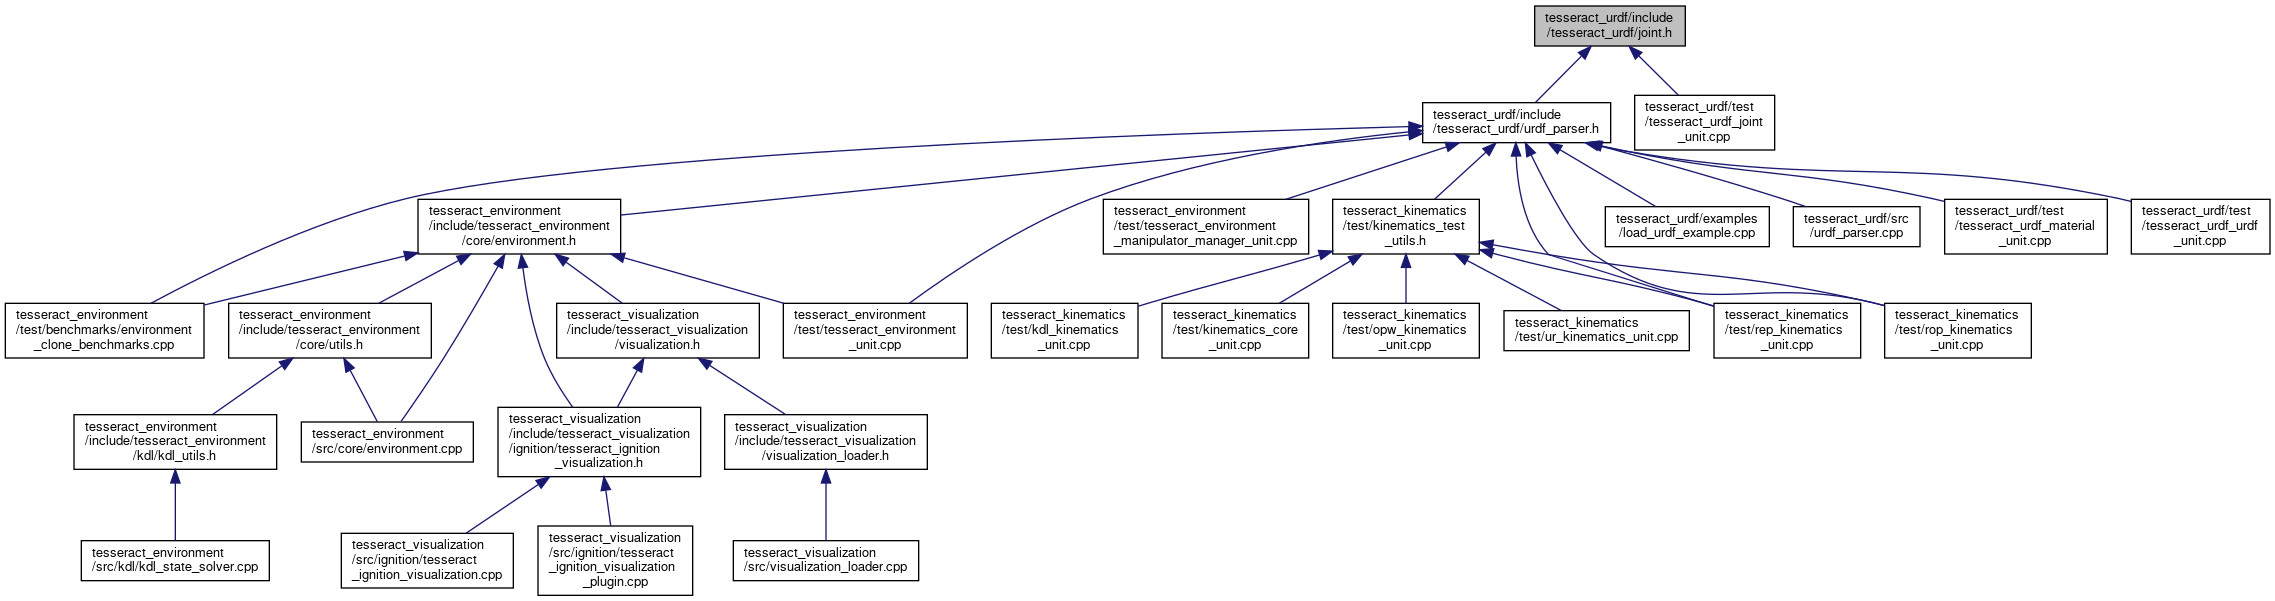 tesseract_urdf/include
/tesseract_urdf/joint.h
tesseract_urdf/include
/tesseract_urdf/urdf_parser.h
tesseract_urdf/test
/tesseract_urdf_joint
_unit.cpp
tesseract_environment
/include/tesseract_environment
/core/environment.h
tesseract_environment
/test/tesseract_environment
_manipulator_manager_unit.cpp
tesseract_kinematics
/test/kinematics_test
_utils.h
tesseract_urdf/examples
/load_urdf_example.cpp
tesseract_urdf/src
/urdf_parser.cpp
tesseract_urdf/test
/tesseract_urdf_material
_unit.cpp
tesseract_urdf/test
/tesseract_urdf_urdf
_unit.cpp
tesseract_environment
/test/benchmarks/environment
_clone_benchmarks.cpp
tesseract_environment
/include/tesseract_environment
/core/utils.h
tesseract_visualization
/include/tesseract_visualization
/visualization.h
tesseract_environment
/test/tesseract_environment
_unit.cpp
tesseract_kinematics
/test/kdl_kinematics
_unit.cpp
tesseract_kinematics
/test/kinematics_core
_unit.cpp
tesseract_kinematics
/test/opw_kinematics
_unit.cpp
tesseract_kinematics
/test/ur_kinematics_unit.cpp
tesseract_kinematics
/test/rep_kinematics
_unit.cpp
tesseract_kinematics
/test/rop_kinematics
_unit.cpp
tesseract_environment
/include/tesseract_environment
/kdl/kdl_utils.h
tesseract_environment
/src/core/environment.cpp
tesseract_visualization
/include/tesseract_visualization
/ignition/tesseract_ignition
_visualization.h
tesseract_visualization
/include/tesseract_visualization
/visualization_loader.h
tesseract_environment
/src/kdl/kdl_state_solver.cpp
tesseract_visualization
/src/ignition/tesseract
_ignition_visualization.cpp
tesseract_visualization
/src/ignition/tesseract
_ignition_visualization
_plugin.cpp
tesseract_visualization
/src/visualization_loader.cpp